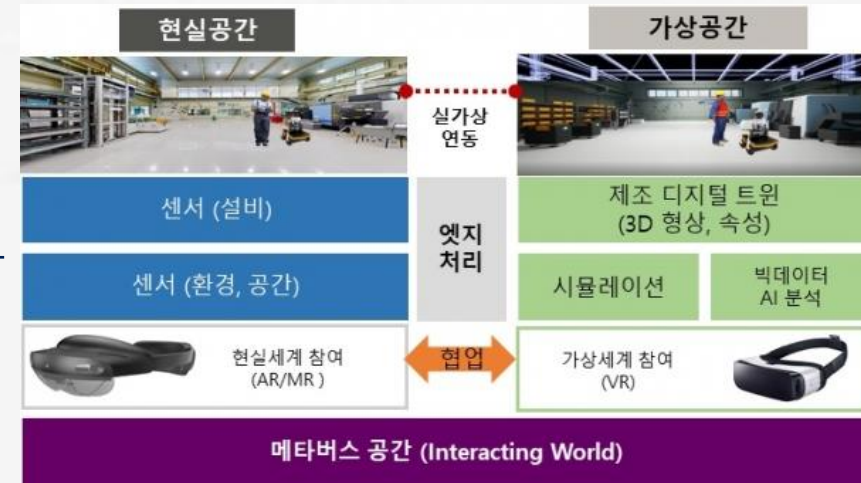 현실공간
가상공간
실가상
연동
센서 (설비)
엣지
처리
제조 디지털 트윈
(3D 형상, 속성)
센서 (환경, 공간)
시뮬레이션
빅데이터
AI 분석
현실세계 참여
(AR/MR )
협업
가상세계 참여
(VR)
메타버스 공간 (Interacting World)